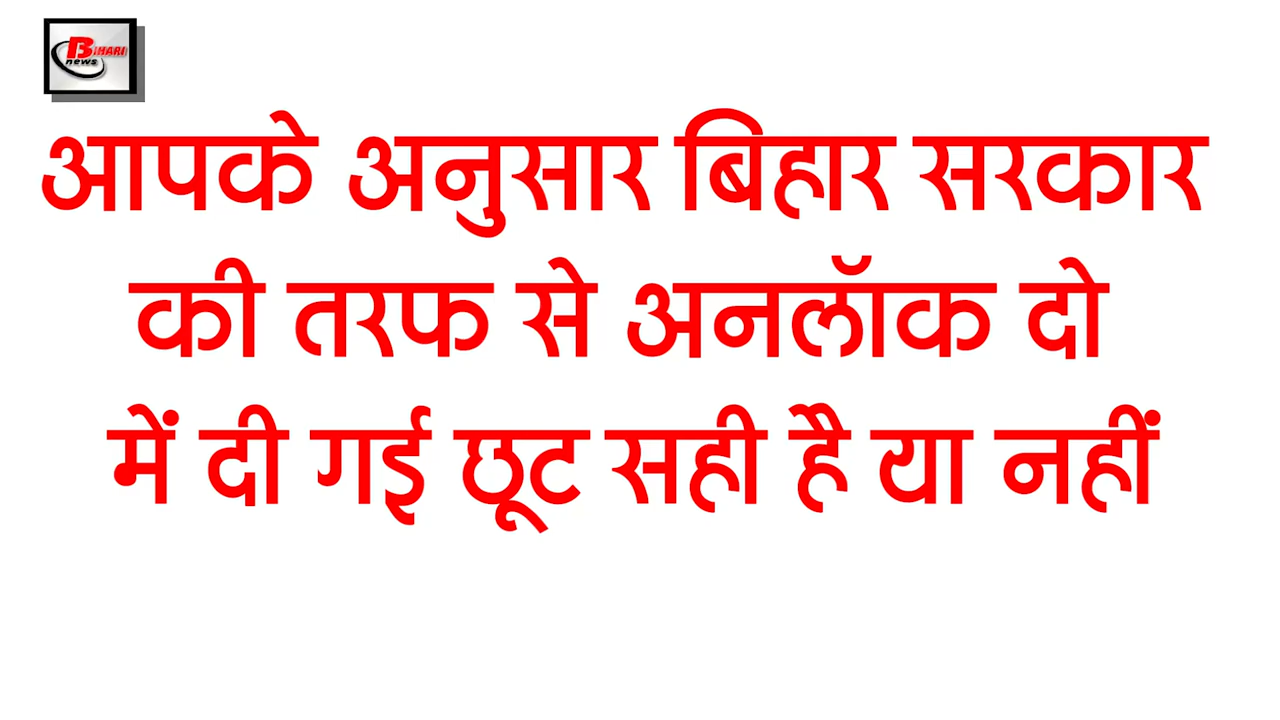 BIHARI
news
आपके अनुसार बिहार सरकार
की तरफ से अनलॉक दो
में दी गई छूट सही है या नहीं